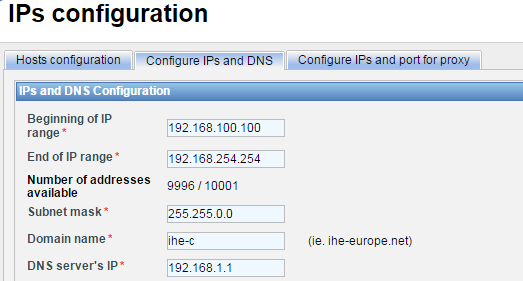 IPs configuration
Hosts configuration Configure IPs and DNS Configure IPs and port for proxy
IPs and DNS Configuration
Beginning of IP
range * 192.168.100.100
End of IP range * 192.168.254.254
Number of addresses
available 9996 / 10001
Subnet mask * 255.255.0.0
Domain name * ihe-c (ie. ihe-europe.net)
DNS server's IP * 192.168.1.1